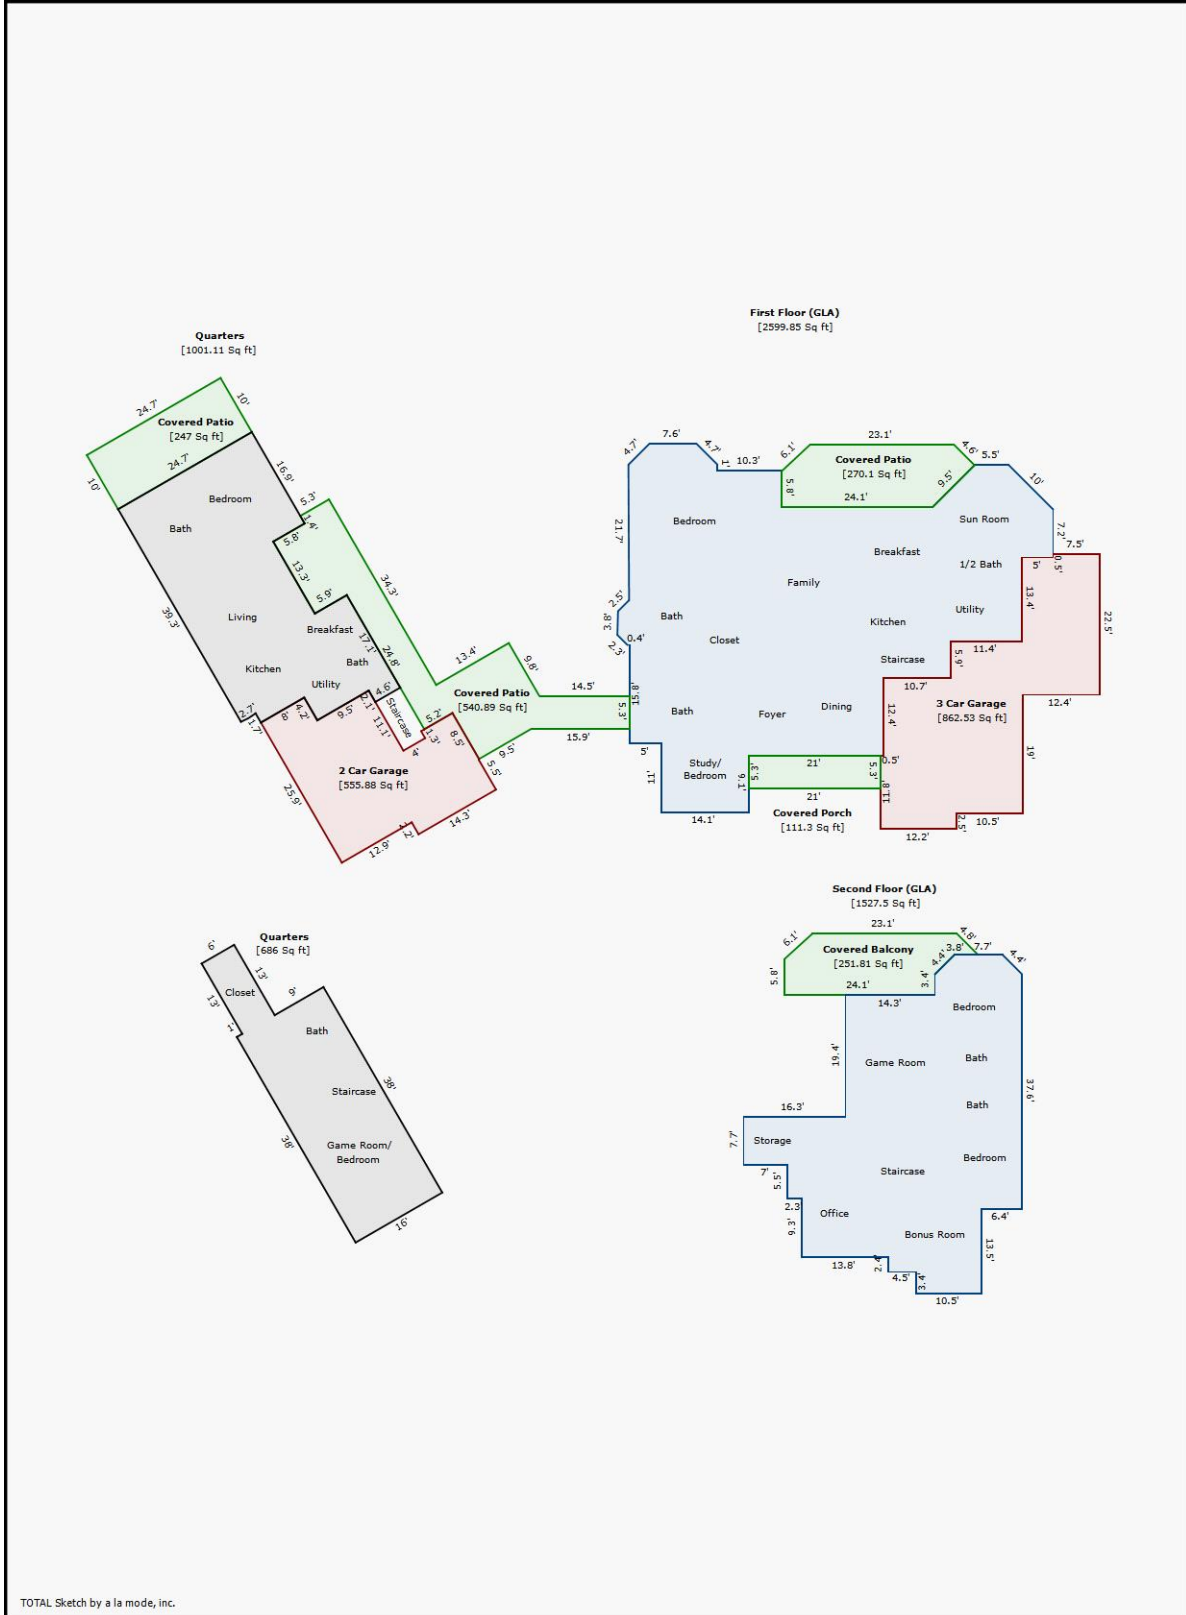 First Floor (GLA)
[2599.85 Sq ft]
Quarters
[1001.11 Sq ft]
24.7'
10'
Covered Patio
[247 Sq ft]
24.7'
10'
16.9'
Bedroom
Bath
5.3'
1.4'
5.8'
13.3'
5.9'
34.3'
39.3'
Living
Breakfast
17.1'
24.8'
Kitchen
Bath
Utility
4.6'
2.7'
1.7'
8'
4.2'
9.5'
2.1'
11.1'
Staircase
4'
5.2'
1.3'
8.5'
5.5'
13.4'
9.8'
Covered Patio
[540.89 Sq ft]
14.5'
5.3'
15.9'
9.5'
2 Car Garage
[555.88 Sq ft]
25.9'
12.9'
14.3'
4.7'
7.6'
4.7'
1'
10.3'
6.1'
23.1'
4.6'
5.5'
10'
Covered Patio
[270.1 Sq ft]
5.8'
9.5'
24.1'
21.7'
Bedroom
Sun Room
7.2'
7.5'
Breakfast
1/2 Bath
5'
0.5'
Family
13.4'
22.5'
2.5'
3.8'
2.3'
0.4'
Bath
Closet
Kitchen
Utility
11.4'
Staircase
5.9'
10.7'
15.8'
Bath
Foyer
Dining
12.4'
3 Car Garage
[862.53 Sq ft]
12.4'
19'
5'
11'
Study/
Bedroom
9.1'
5.3'
21'
5.3'
0.5'
21'
11.8'
14.1'
Covered Porch
[111.3 Sq ft]
12.2'
2.5'
10.5'
Second Floor (GLA)
[1527.5 Sq ft]
Quarters
[686 Sq ft]
6'
13'
9'
Closet
13'
1'
Bath
Staircase
38'
38'
Game Room/
Bedroom
16'
23.1'
6.1'
4.8'
Covered Balcony
[251.81 Sq ft]
3.8'
7.7'
4.4'
4.4'
5.8'
24.1'
3.4'
14.3'
Bedroom
19.4'
Game Room
Bath
37.6'
Bath
16.3'
7.7'
Storage
Bedroom
7'
5.5'
Staircase
2.3'
9.3'
Office
6.4'
Bonus Room
13.5'
13.8'
2.4'
4.5'
3.4'
10.5'
TOTAL Sketch by a la mode, inc.